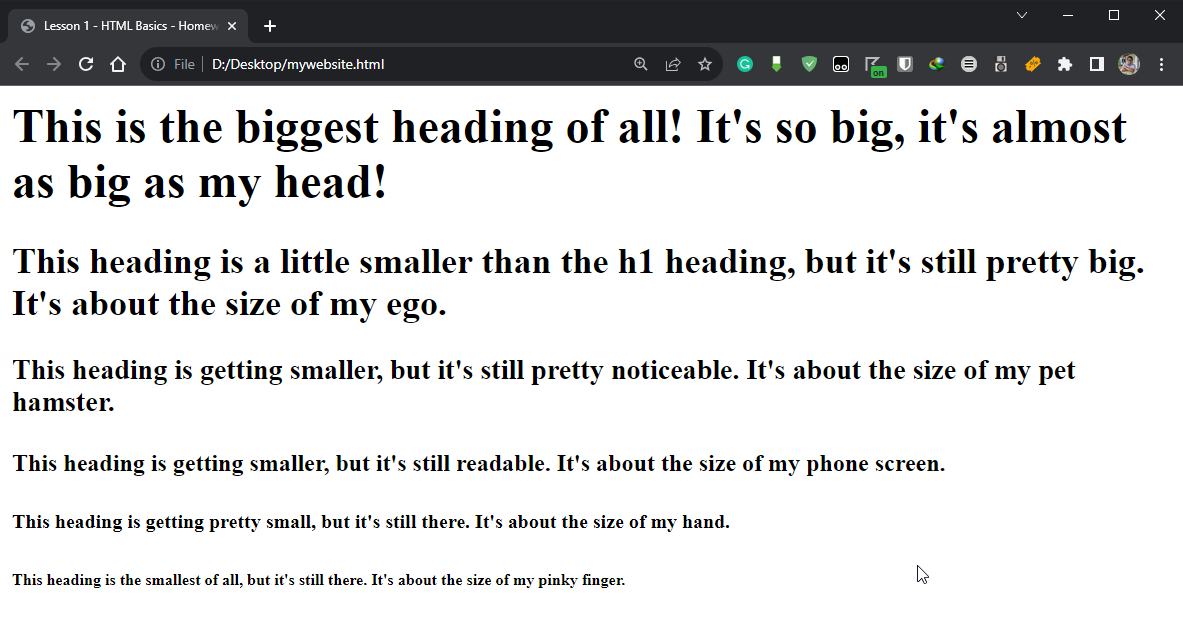 Lesson 1 - HTML Basics - Homew
File
D:/Desktop/mywebsite.html
on
This is the biggest heading of all! It's so big, it's almost
as big as my head!
This heading is a little smaller than the h1 heading, but it's still pretty big.
It's about the size of my ego.
This heading is getting smaller, but it's still pretty noticeable. It's about the size of my pet
hamster.
This heading is getting smaller, but it's still readable. It's about the size of my phone screen.
This heading is getting pretty small, but it's still there. It's about the size of my hand.
This heading is the smallest of all, but it's still there. It's about the size of my pinky finger.